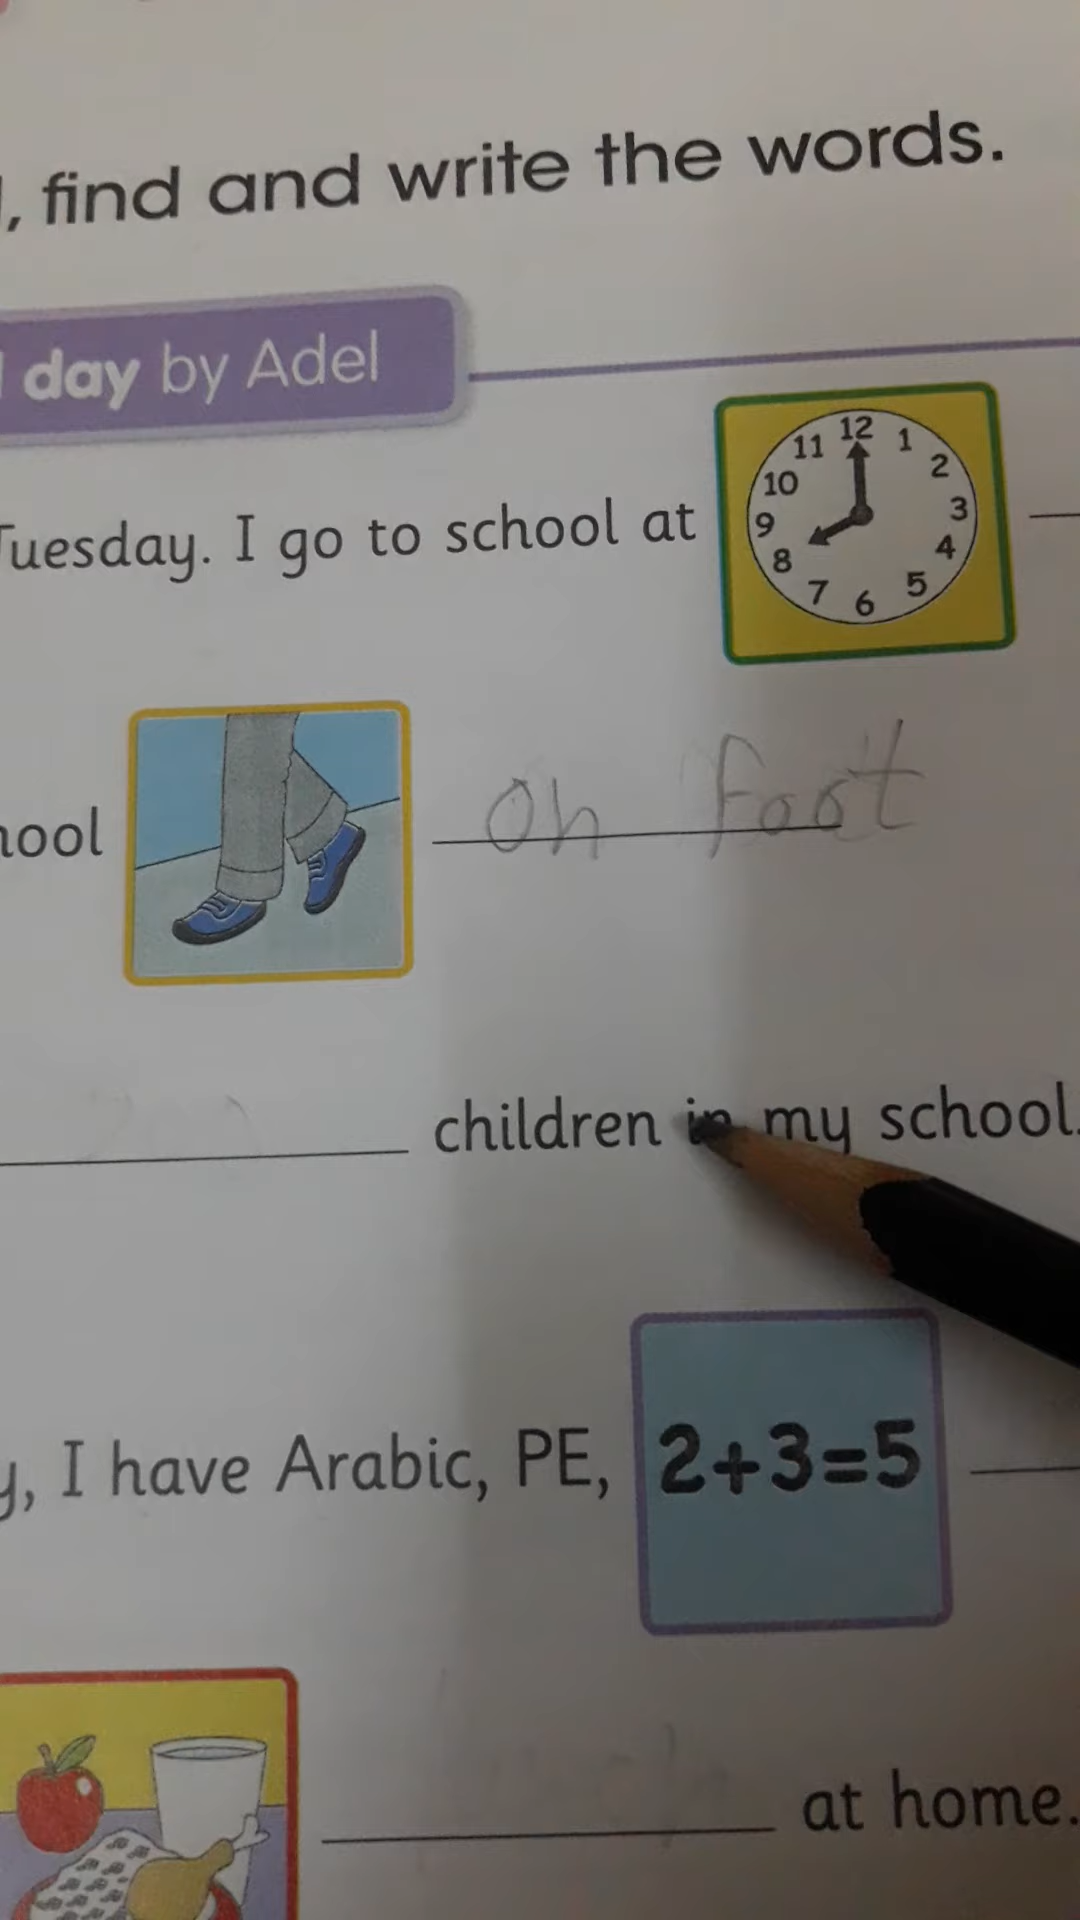 , find and write the words.
day by Adel
Tuesday. I go to school at
12
11 1
10 2
9 3
8 4
7 6 5
on foot
children in my school.
, I have Arabic, PE,
2+3=5
at home.